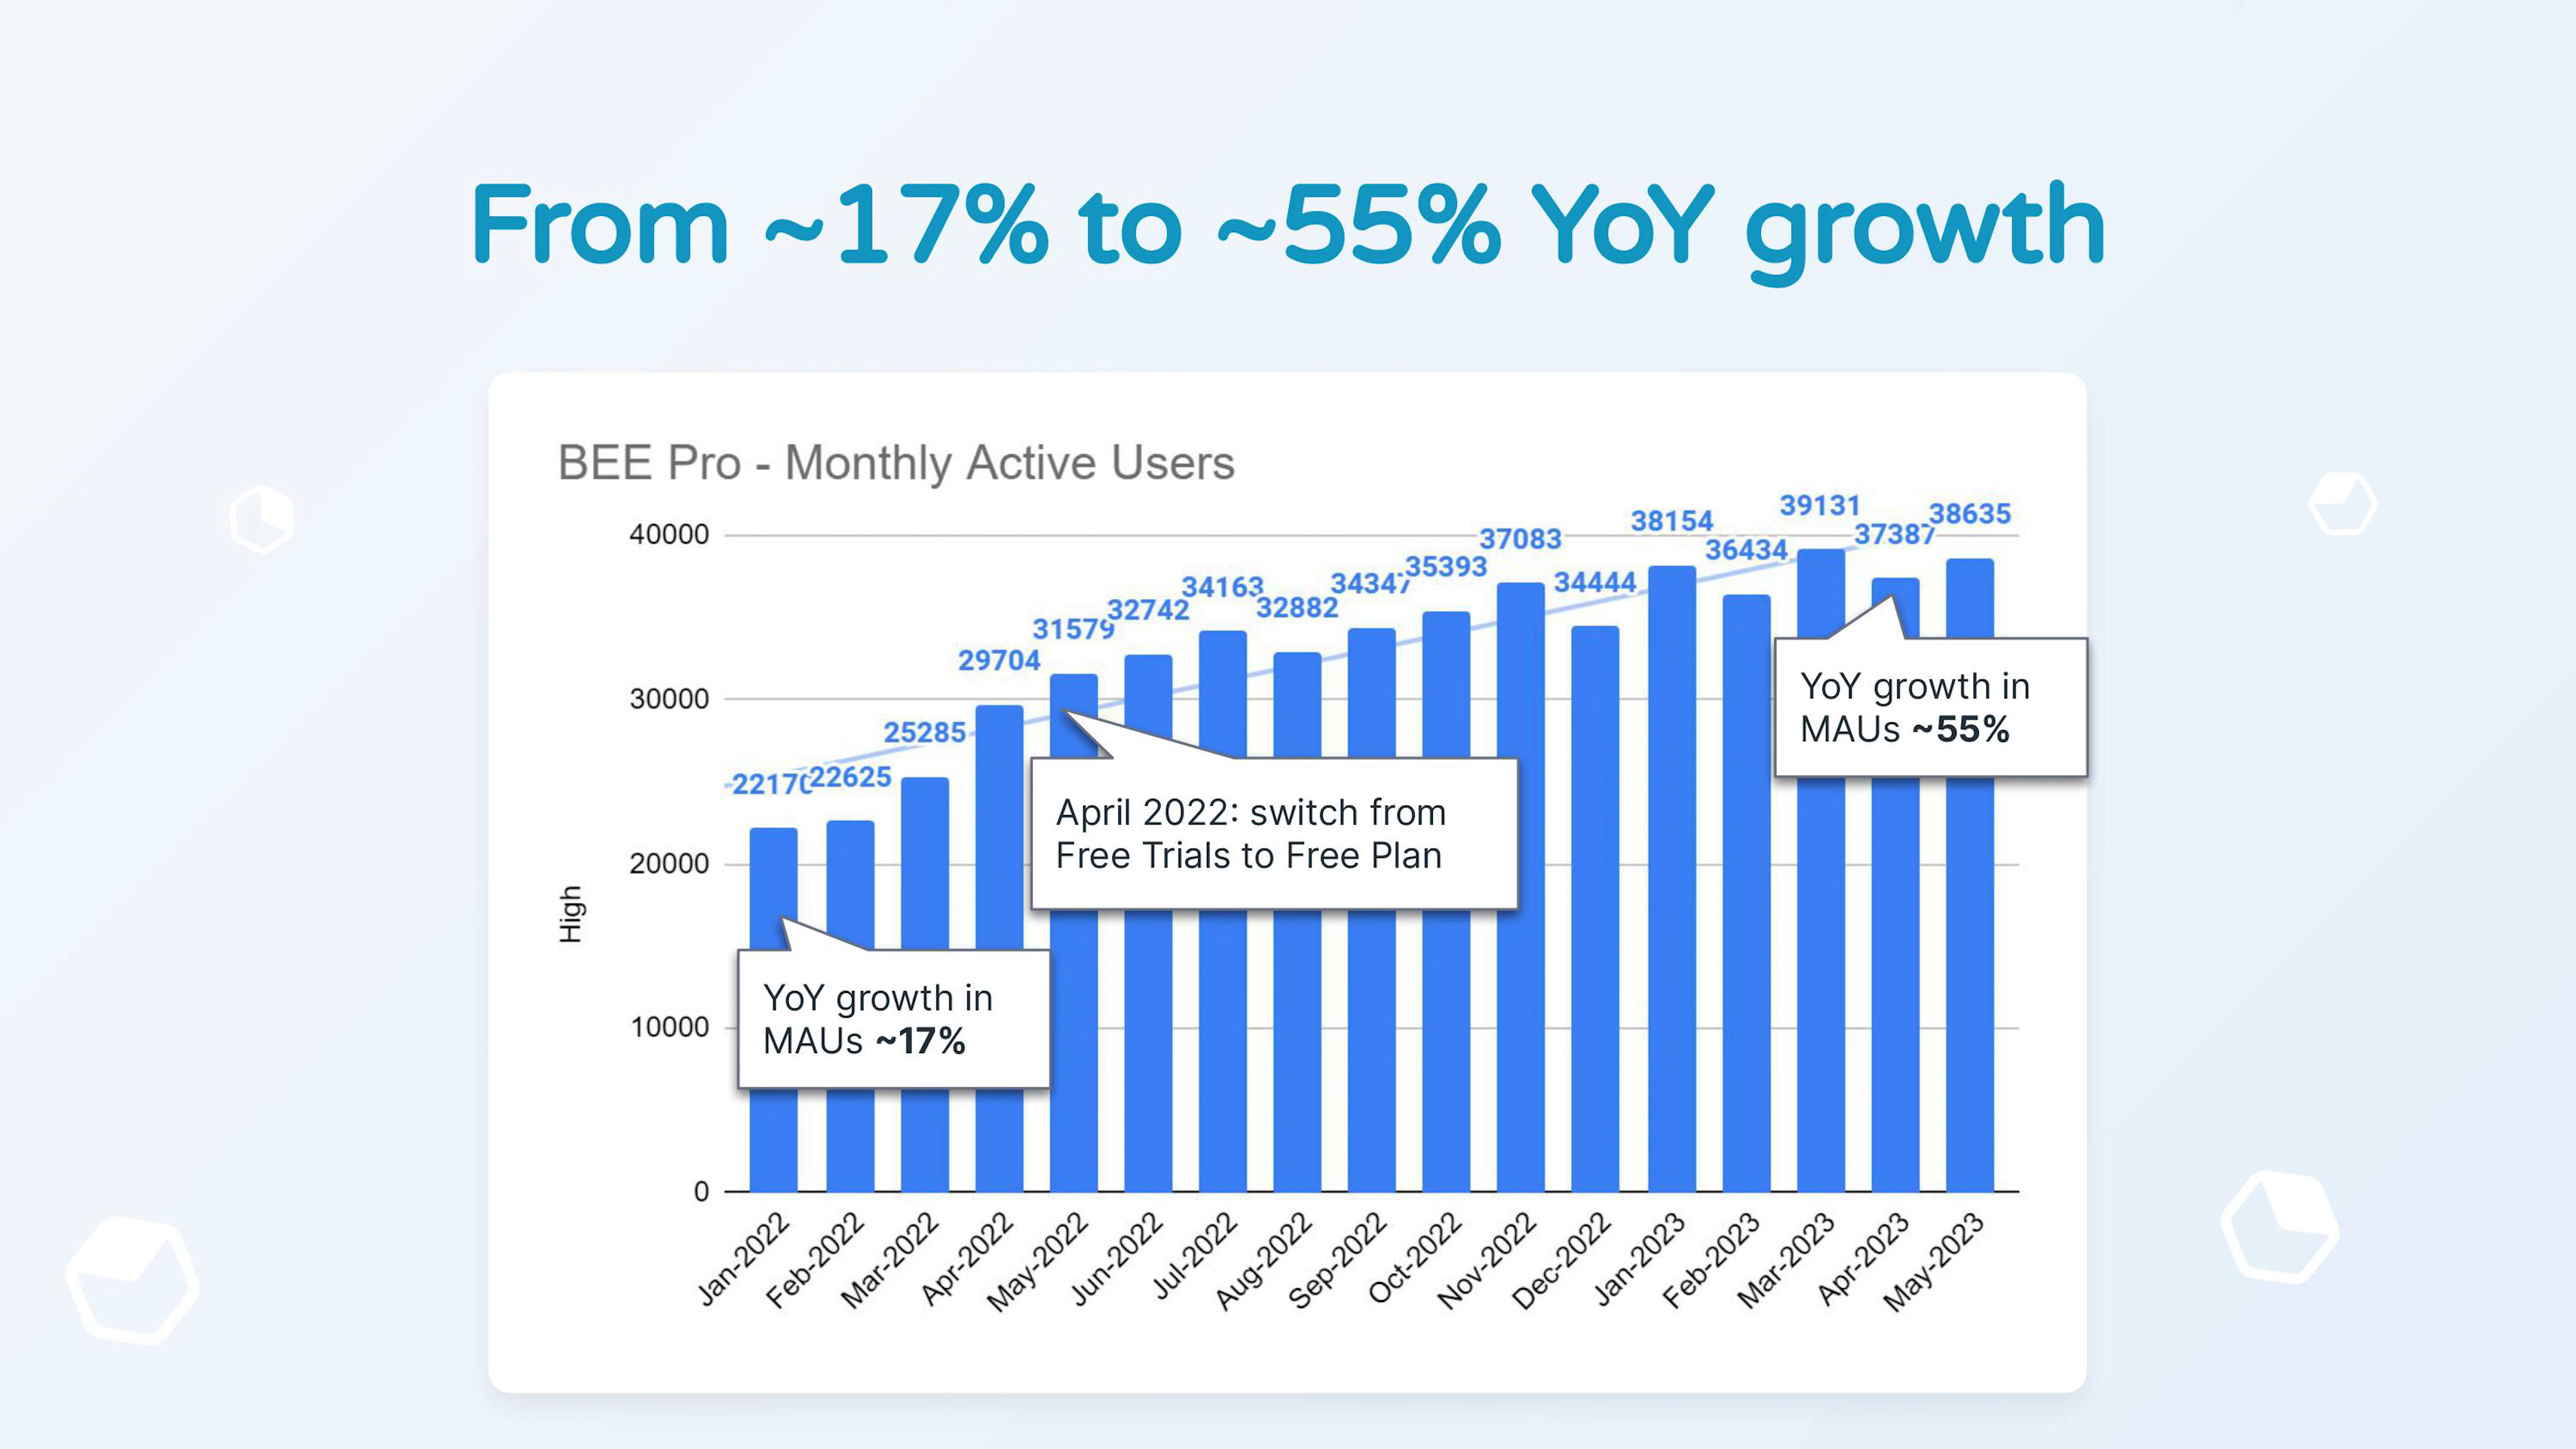 From ~17% to ~55% YoY growth
BEE Pro - Monthly Active Users
40000
30000
20000
10000
0
High
22170
22625
25285
29704
31579
32742
34163
32882
34347
35393
37083
34444
38154
36434
39131
37387
38635
YoY growth in
MAUs ~17%
April 2022: switch from
Free Trials to Free Plan
YoY growth in
MAUs ~55%
Jan-2022
Feb-2022
Mar-2022
Apr-2022
May-2022
Jun-2022
Jul-2022
Aug-2022
Sep-2022
Oct-2022
Nov-2022
Dec-2022
Jan-2023
Feb-2023
Mar-2023
Apr-2023
May-2023